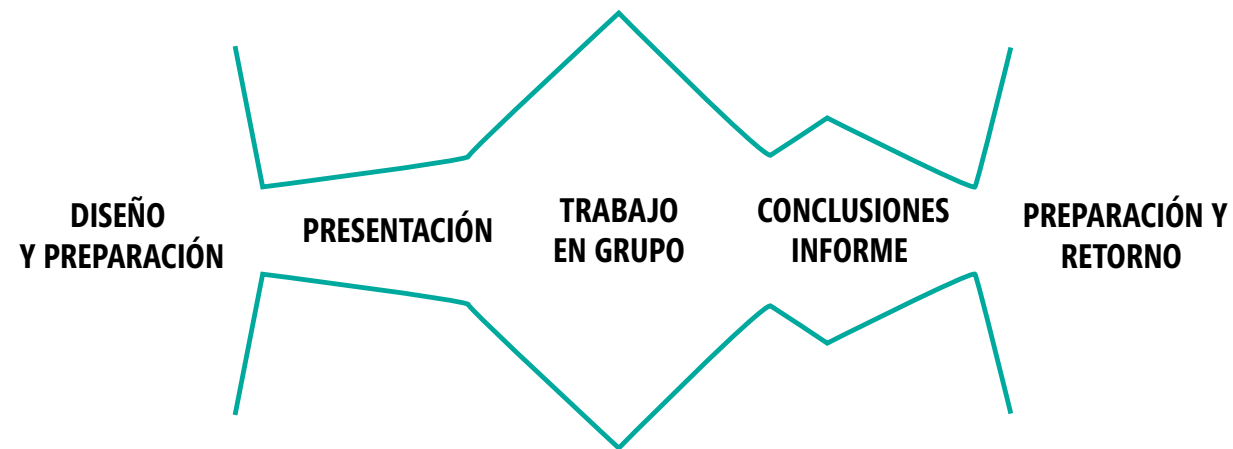 DISEÑO
Y PREPARACIÓN
PRESENTACIÓN
TRABAJO
EN GRUPO
CONCLUSIONES
INFORME
PREPARACIÓN Y
RETORNO